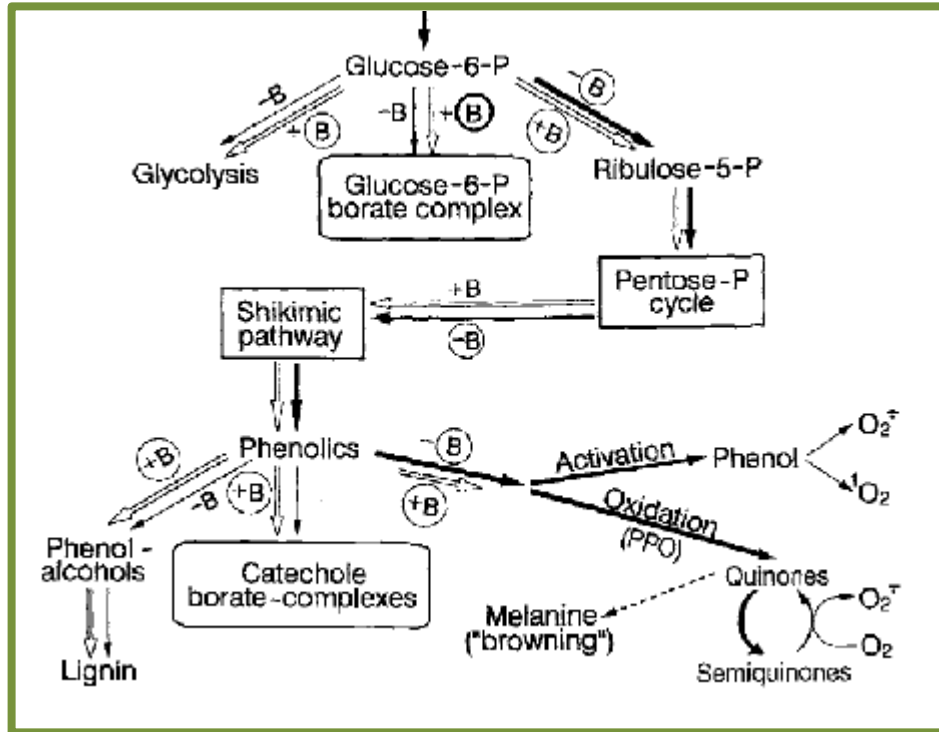 Glucose-6-P
-B
+B
-B
+B
-B
+B
Glycolysis
Glucose-6-P
borate complex
Ribulose-5-P
Pentose-P
cycle
+B
-B
Shikimic
pathway
Phenolics
+B
-B
+B
-B
+B
Activation
Phenol
O₂⁻
¹O₂
Oxidation
(PPO)
Phenol-
alcohols
Lignin
Catechole
borate-complexes
Quinones
Melanine
("browning")
O₂⁻
O₂
Semiquinones